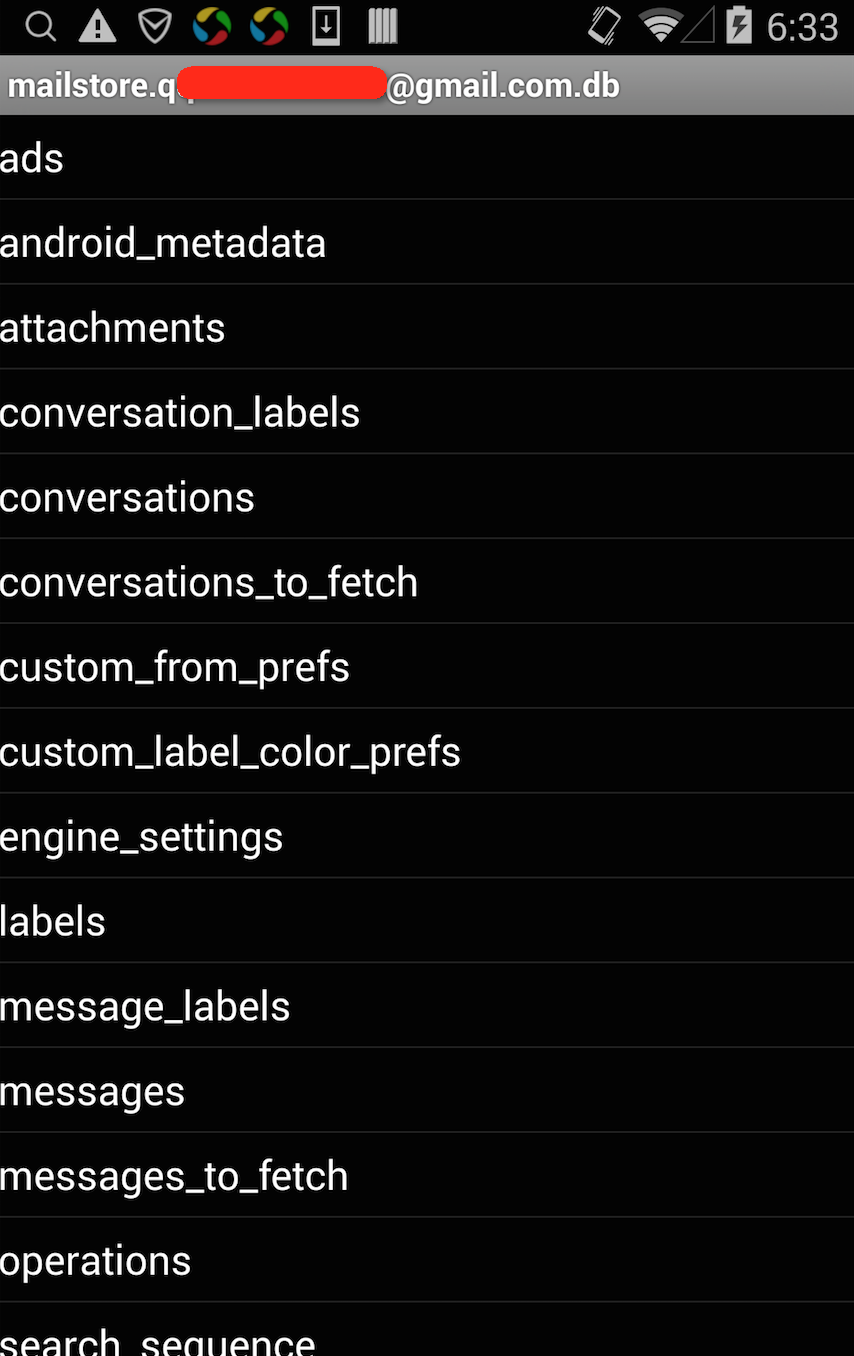 6:33
mailstore.q @gmail.com.db
ads
android_metadata
attachments
conversation_labels
conversations
conversations_to_fetch
custom_from_prefs
custom_label_color_prefs
engine_settings
labels
message_labels
messages
messages_to_fetch
operations
search_sequence